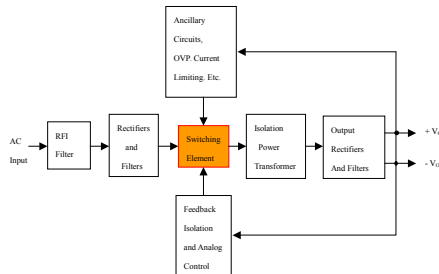 Ancillary
Circuits,
OVP. Current
Limiting. Etc.
AC
Input
RFI
Filter
Rectifiers
and
Filters
Switching
Element
Isolation
Power
Transformer
Output
Rectifiers
And Filters
+ V
- V
Feedback
Isolation
and Analog
Control